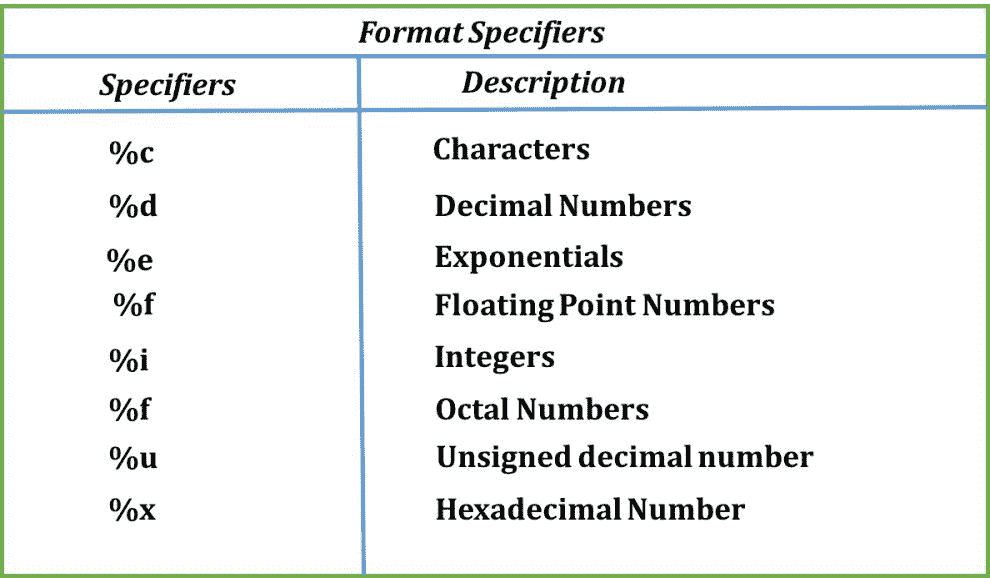 Format Specifiers
Specifiers Description
%c Characters
%d Decimal Numbers
%e Exponentials
%f Floating Point Numbers
%i Integers
%f Octal Numbers
%u Unsigned decimal number
%x Hexadecimal Number